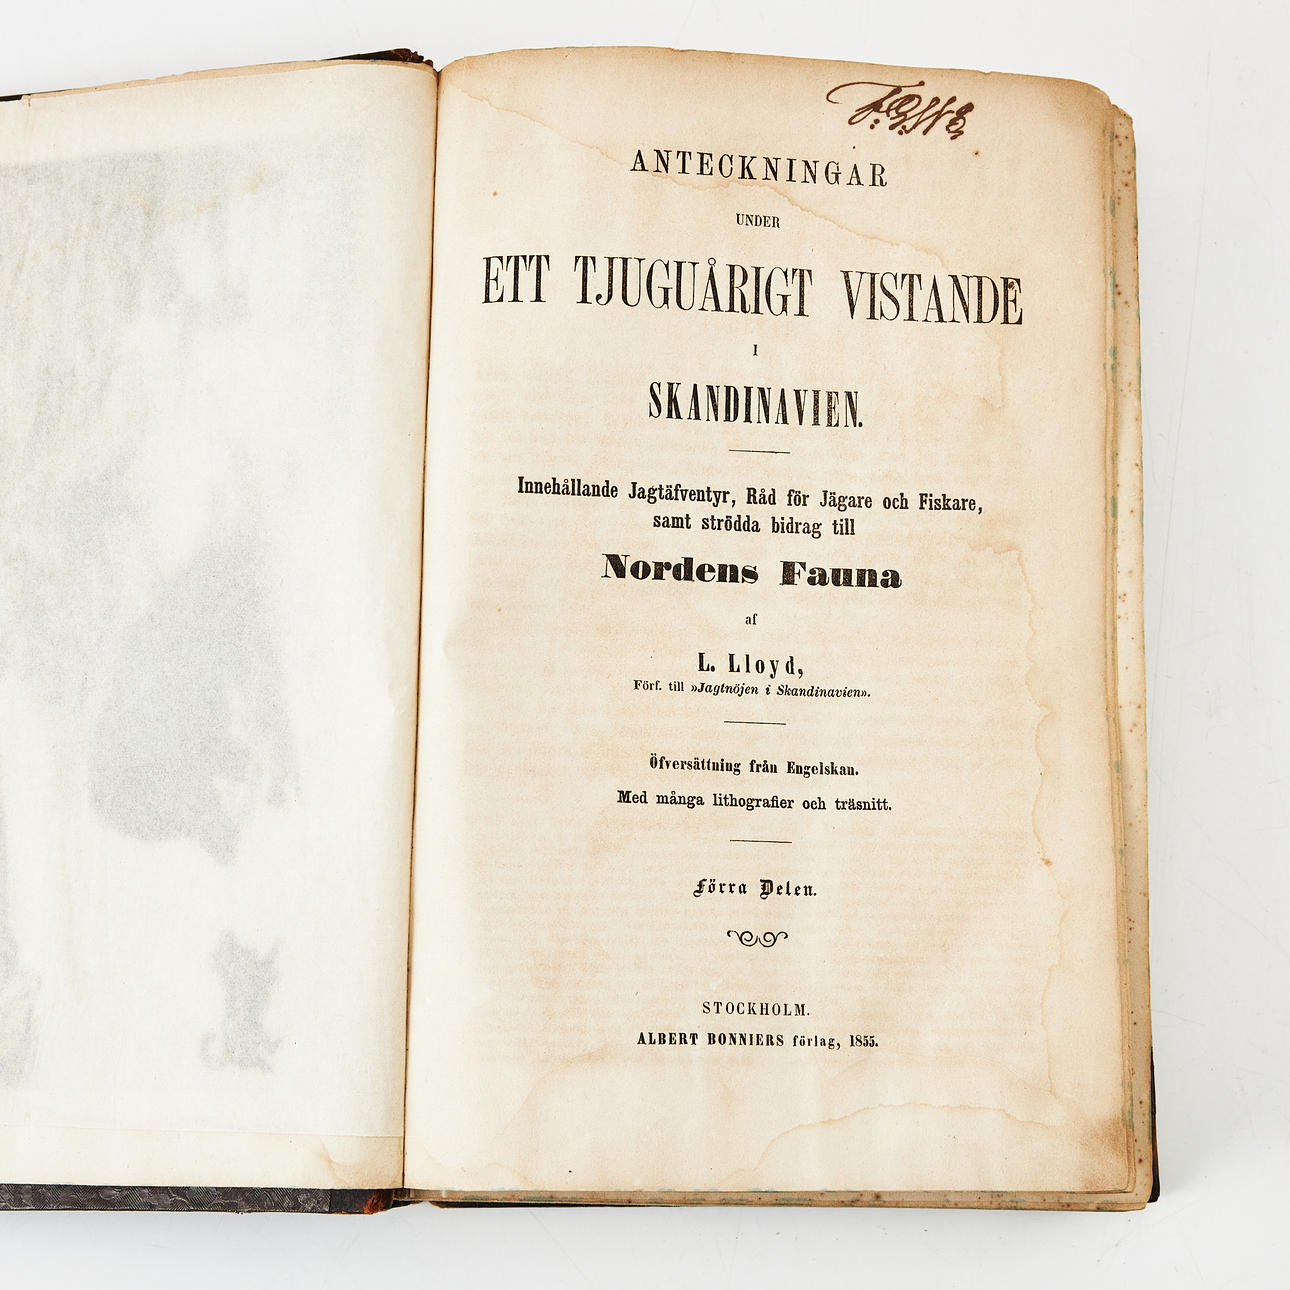 ANTECKNINGAR
UNDER
ETT TJUGUÅRIGT VISTANDE
I
SKANDINAVIEN.
Innehållande Jagtäfventyr, Råd för Jägare och Fiskare,
samt strödda bidrag till
Nordens Fauna
af
L. Lloyd,
Förf. till »Jagtnöjen i Skandinavien».
Öfversättning från Engelskan.
Med många lithografier och träsnitt.
Förra Delen.
STOCKHOLM.
ALBERT BONNIERS förlag, 1855.